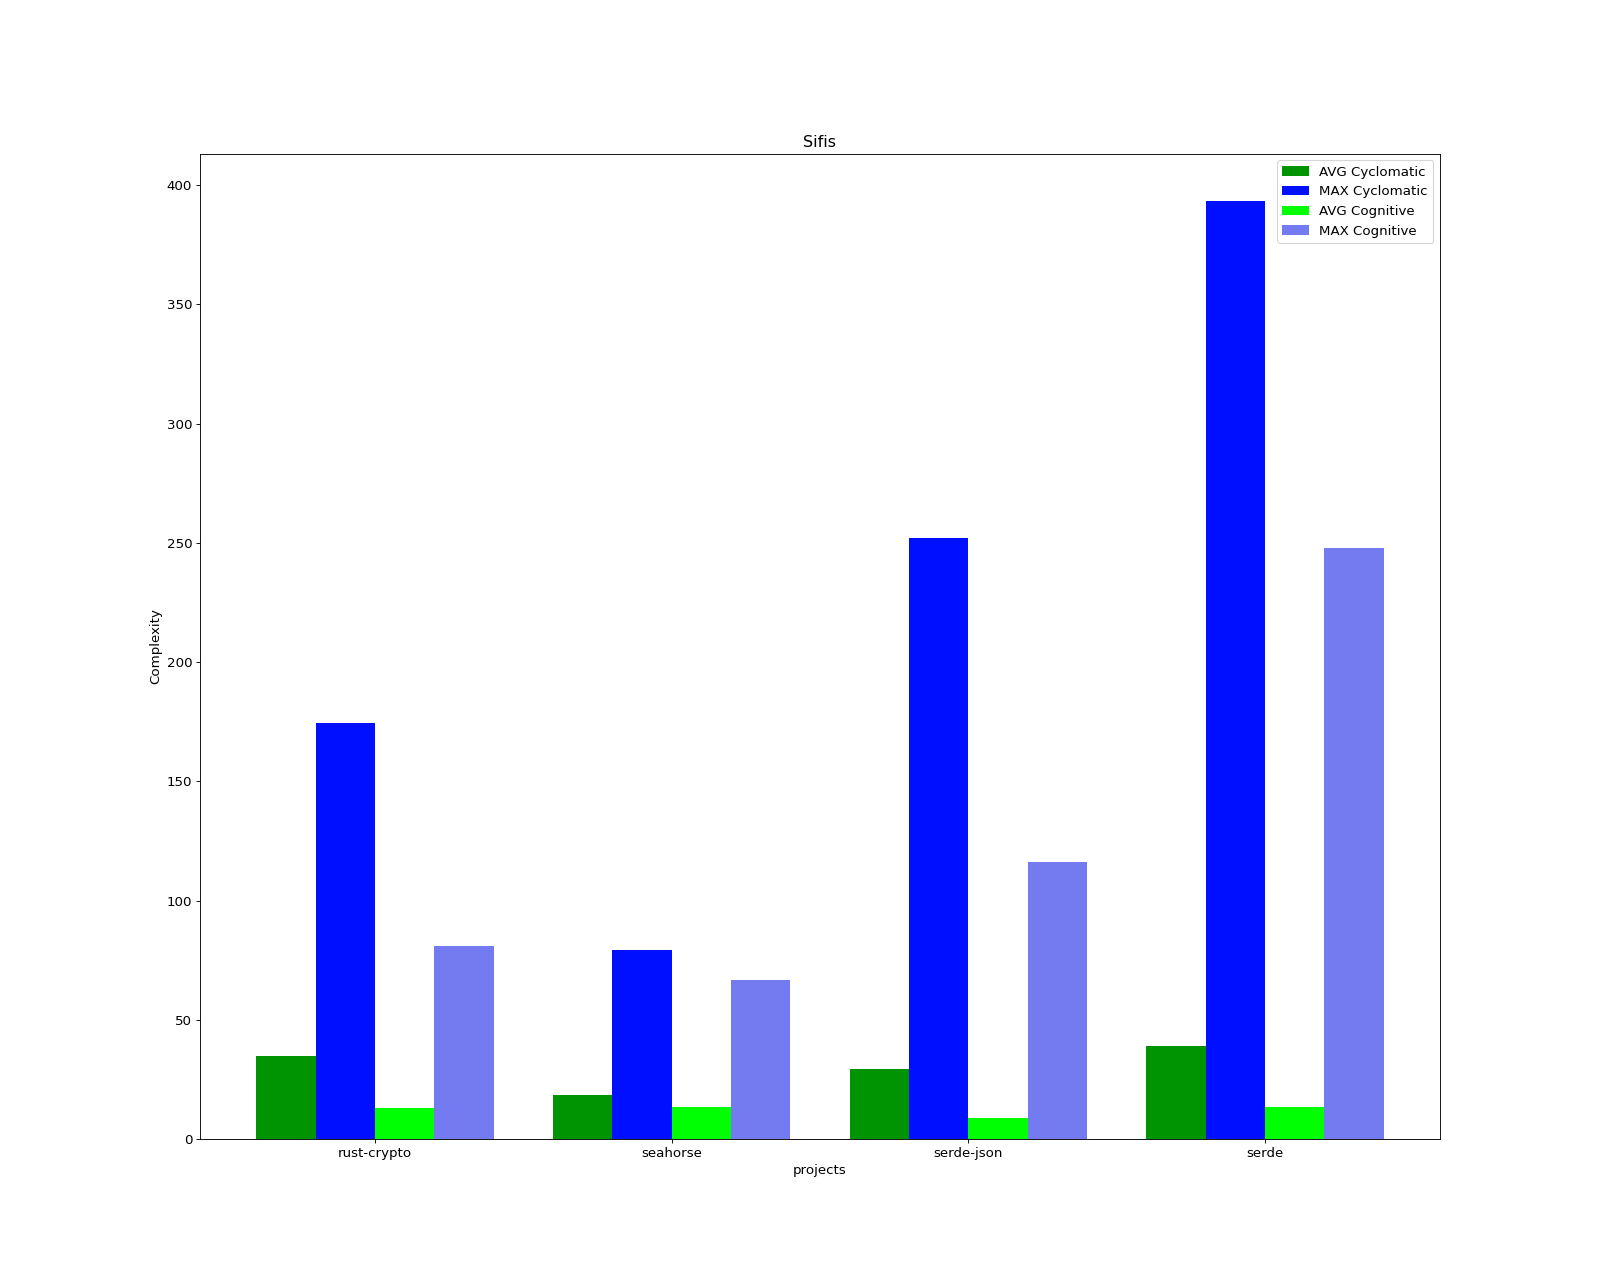 Sifis
AVG Cyclomatic
MAX Cyclomatic
AVG Cognitive
MAX Cognitive
400
350
300
250
200
150
100
50
0
Complexity
rust-crypto
seahorse
serde-json
serde
projects